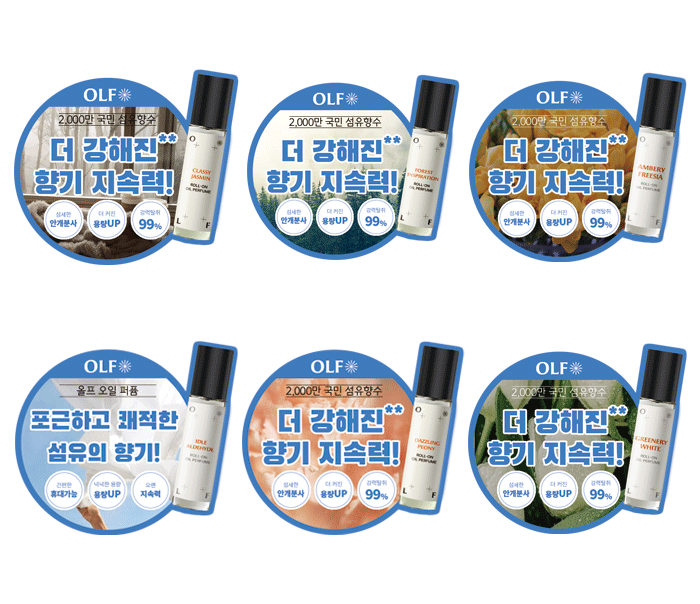 OLF
2,000만 국민 섬유향수
더 강해진**
향기 지속력!
섬세한
안개분사
더 커진
용량UP
강력탈취
99%
O
CLASSY
JASMIN
ROLL-ON
OIL PERFUME
L F
OLF
2,000만 국민 섬유향수
더 강해진**
향기 지속력!
섬세한
안개분사
더 커진
용량UP
강력탈취
99%
O
FOREST
INSPIRATION
ROLL-ON
OIL PERFUME
L F
OLF
2,000만 국민 섬유향수
더 강해진**
향기 지속력!
섬세한
안개분사
더 커진
용량UP
강력탈취
99%
O
AMBERY
FREESIA
ROLL-ON
OIL PERFUME
L F
OLF
올프 오일 퍼퓸
포근하고 쾌적한
섬유의 향기!
간편한
휴대가능
넉넉한 용량
용량UP
오랜
지속력
O
IDLE
ALDEHYDE
ROLL-ON
OIL PERFUME
L F
OLF
2,000만 국민 섬유향수
더 강해진**
향기 지속력!
섬세한
안개분사
더 커진
용량UP
강력탈취
99%
O
DAZZLING
PEONY
ROLL-ON
OIL PERFUME
L F
OLF
2,000만 국민 섬유향수
더 강해진**
향기 지속력!
섬세한
안개분사
더 커진
용량UP
강력탈취
99%
O
GREENERY
WHITE
ROLL-ON
OIL PERFUME
L F